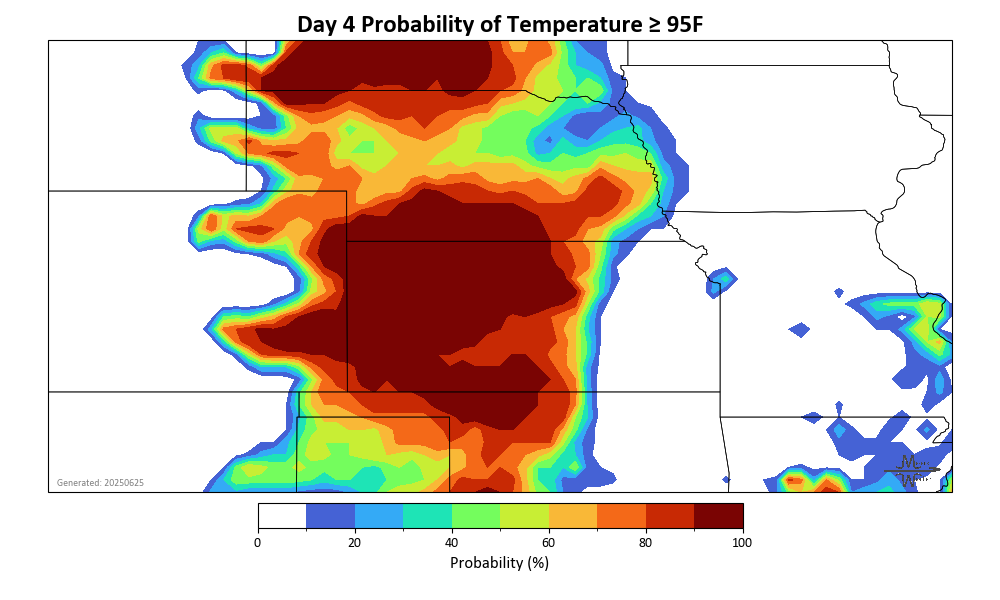 Day 4 Probability of Temperature ≥ 95F
Generated: 20250625
0 20 40 60 80 100
Probability (%)